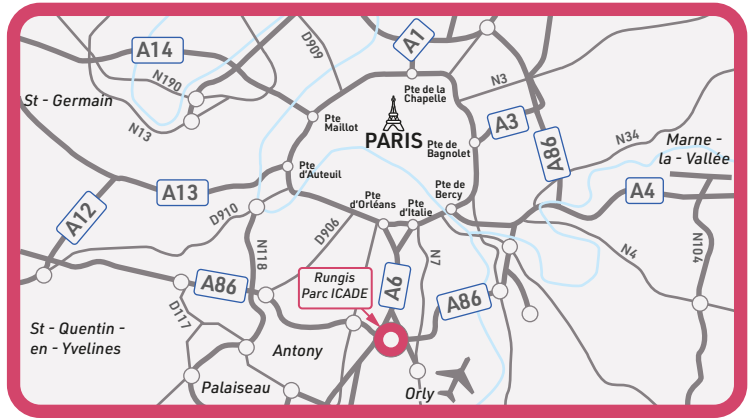 A14
D909
A1
N190
N3
St - Germain
N13
Pte de la
Chapelle
Pte
Maillot
PARIS
A3
A86
N34
Pte de
Bagnolet
Marne -
la - Vallée
Pte
d'Auteuil
A13
A4
Pte de
Bercy
Pte
d'Orléans
Pte
d'Italie
A12
D910
D906
N118
N7
N4
N104
Rungis
Parc ICADE
A86
A6
A86
D117
St - Quentin -
en - Yvelines
Antony
Palaiseau
Orly